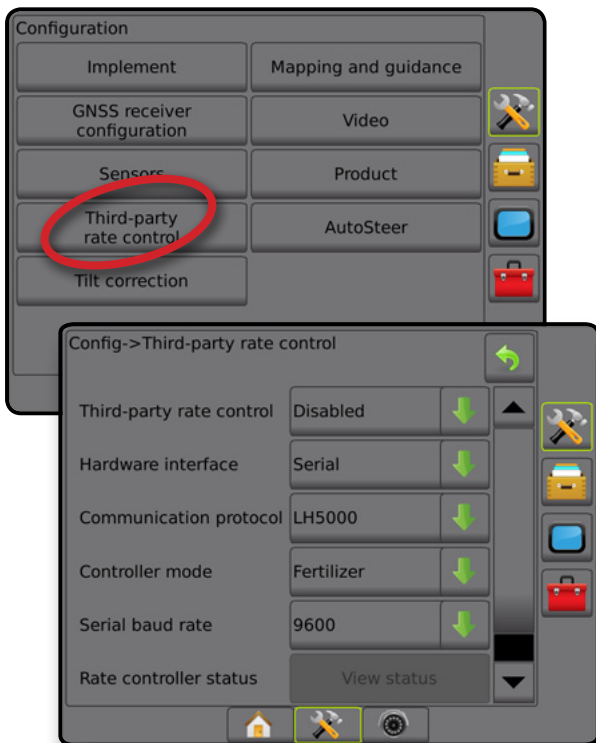 Configuration
Implement
Mapping and guidance
GNSS receiver
configuration
Video
Sensors
Product
Third-party
rate control
AutoSteer
Tilt correction
Config->Third-party rate control
Third-party rate control
Disabled
Hardware interface
Serial
Communication protocol
LH5000
Controller mode
Fertilizer
Serial baud rate
9600
Rate controller status
View status